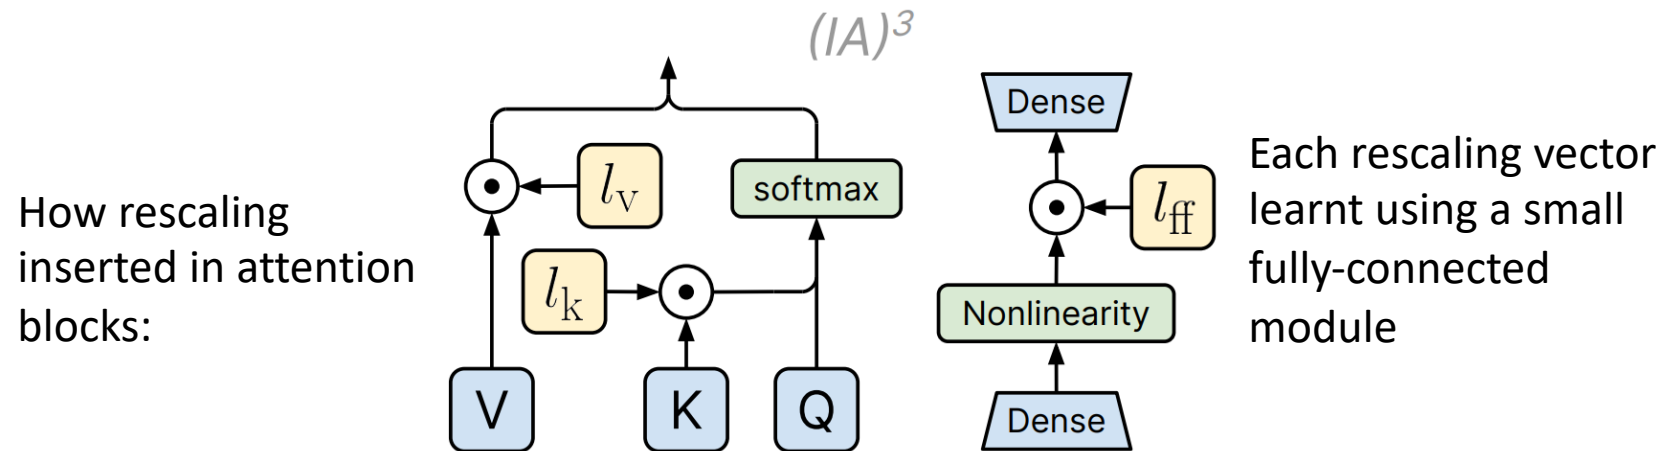 (IA)³
How rescaling
inserted in attention
blocks:
l_v
softmax
l_k
V
K
Q
Dense
l_ff
Nonlinearity
Dense
Each rescaling vector
learnt using a small
fully-connected
module